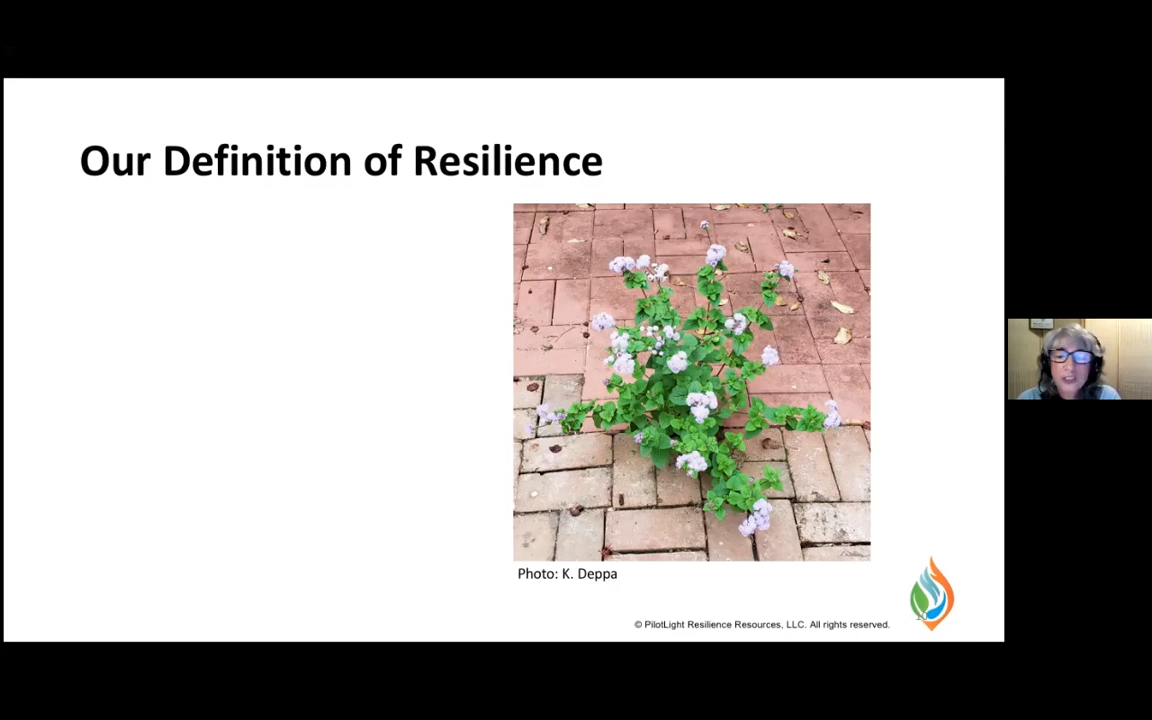 Our Definition of Resilience
Photo: K. Deppa
© PilotLight Resilience Resources, LLC. All rights reserved.